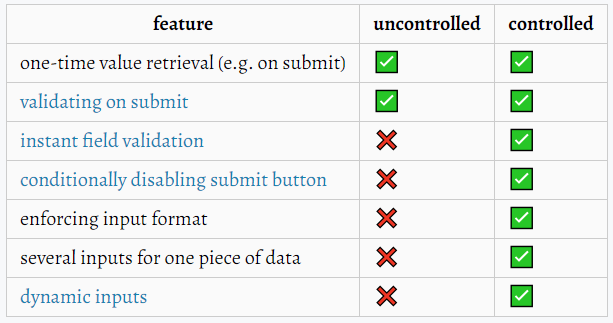 feature uncontrolled controlled
one-time value retrieval (e.g. on submit) ✅ ✅
validating on submit ✅ ✅
instant field validation ❌ ✅
conditionally disabling submit button ❌ ✅
enforcing input format ❌ ✅
several inputs for one piece of data ❌ ✅
dynamic inputs ❌ ✅